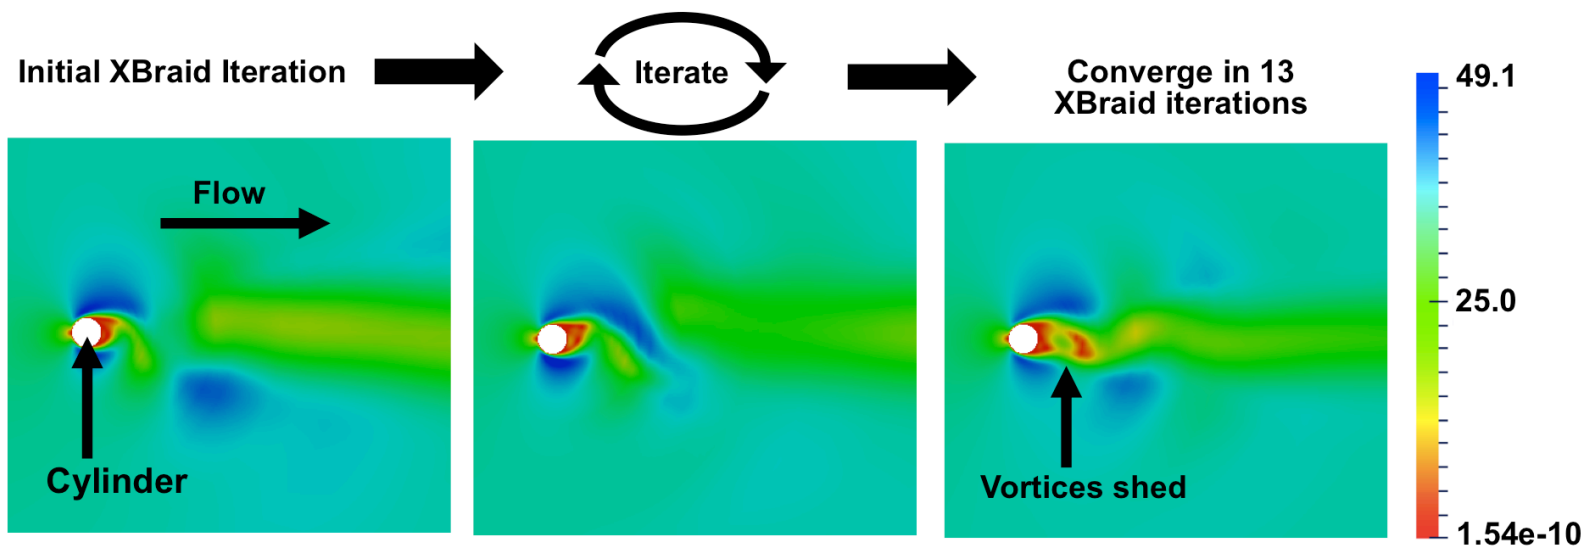 Initial XBraid Iteration
Iterate
Converge in 13
XBraid iterations
49.1
25.0
1.54e-10
Flow
Cylinder
Vortices shed